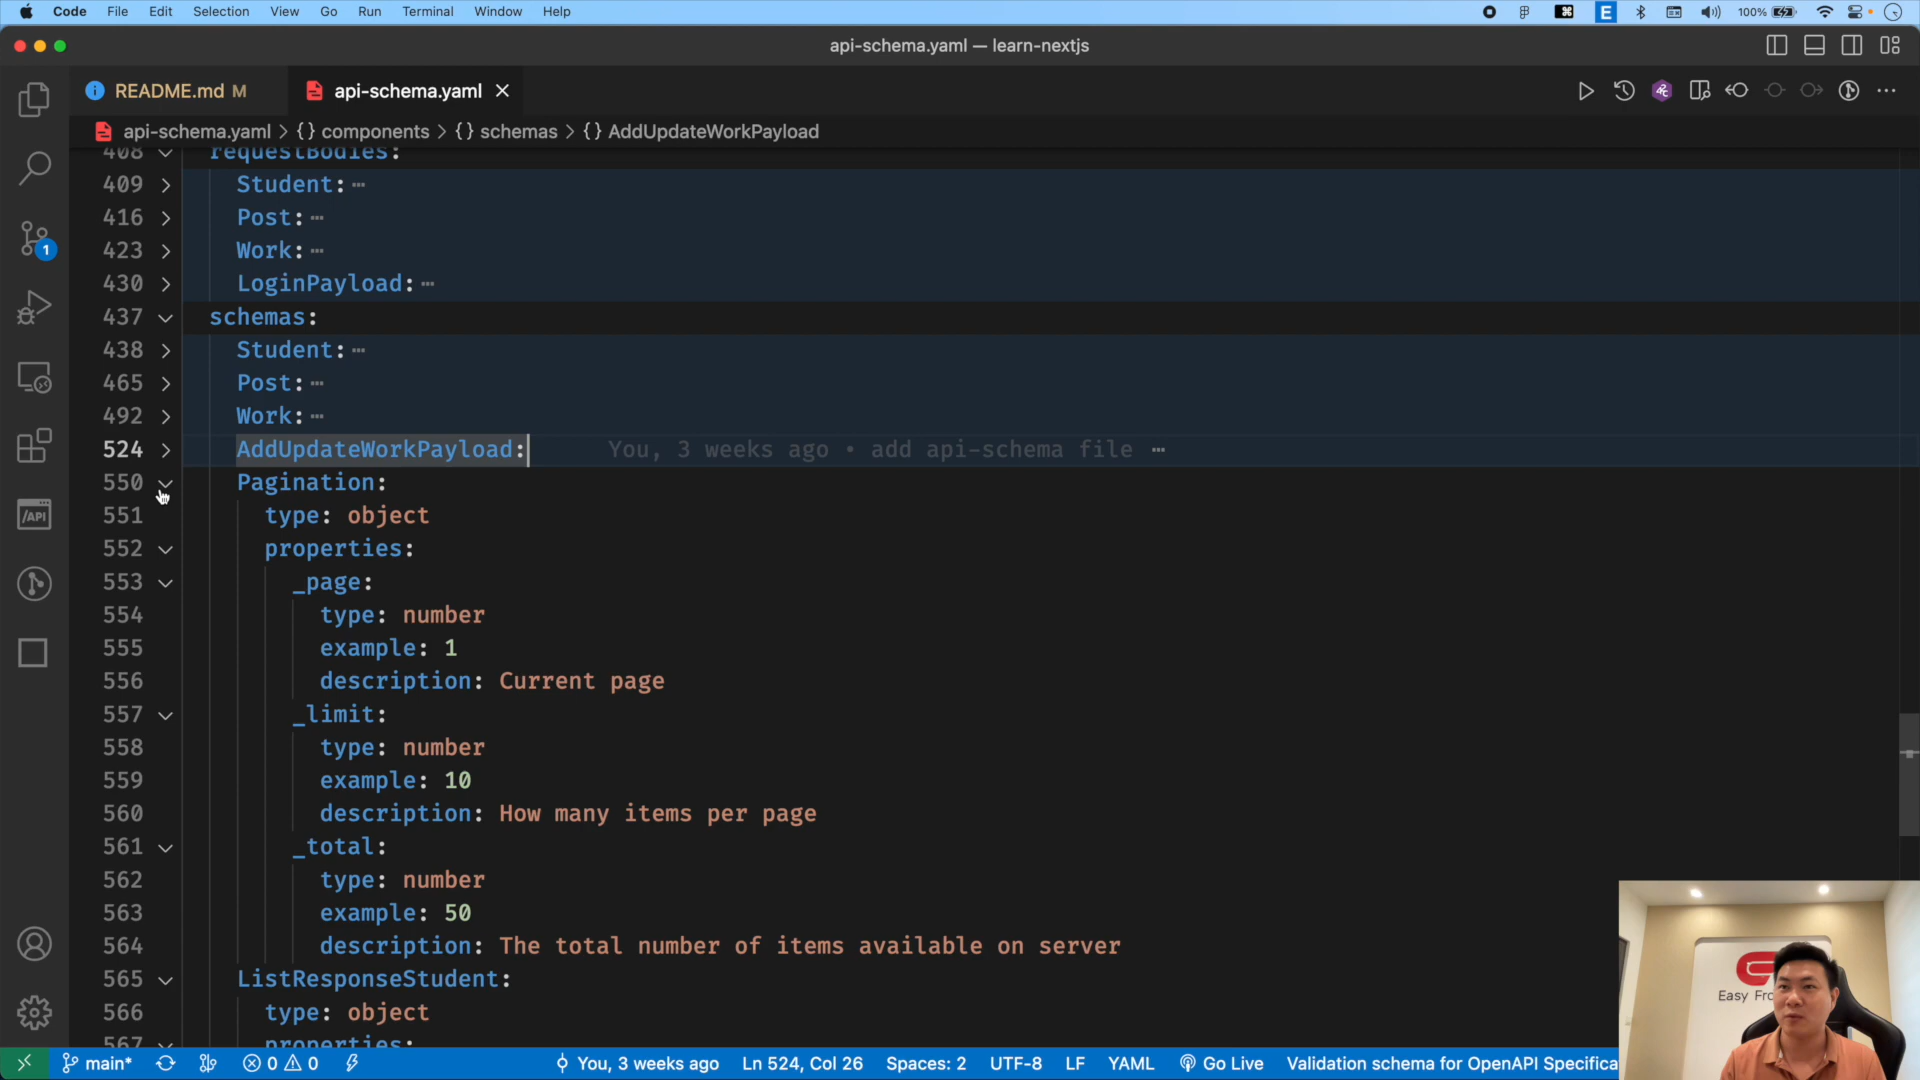 Code File Edit Selection View Go Run Terminal Window Help
E 100%
api-schema.yaml — learn-nextjs
README.md M api-schema.yaml
api-schema.yaml > {} components > {} schemas > {} AddUpdateWorkPayload
408 requestBodies:
409 Student: …
416 Post: …
423 Work: …
430 LoginPayload: …
437 schemas:
438 Student: …
465 Post: …
492 Work: …
524 AddUpdateWorkPayload: You, 3 weeks ago • add api-schema file …
550 Pagination:
551 type: object
552 properties:
553 _page:
554 type: number
555 example: 1
556 description: Current page
557 _limit:
558 type: number
559 example: 10
560 description: How many items per page
561 _total:
562 type: number
563 example: 50
564 description: The total number of items available on server
565 ListResponseStudent:
566 type: object
567 properties:
1
/API
Easy Fro
main* 0 0 You, 3 weeks ago Ln 524, Col 26 Spaces: 2 UTF-8 LF YAML Go Live Validation schema for OpenAPI Specifica